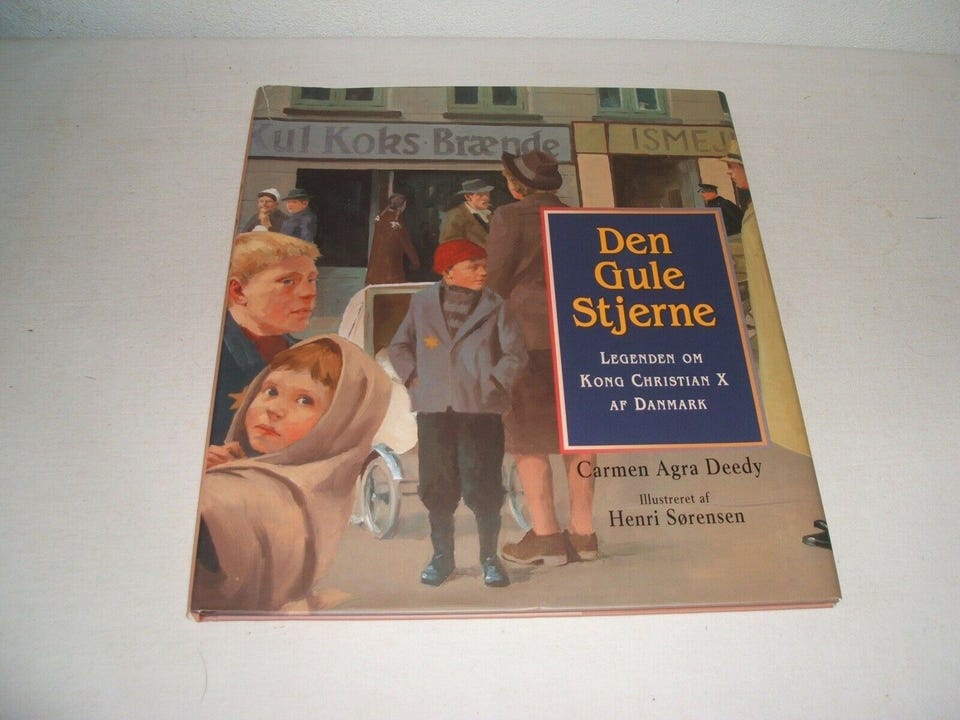 Kul Koks Brænde
ISMEJ
Den
Gule
Stjerne
Legenden om
Kong Christian X
af Danmark
Carmen Agra Deedy
Illustreret af
Henri Sørensen